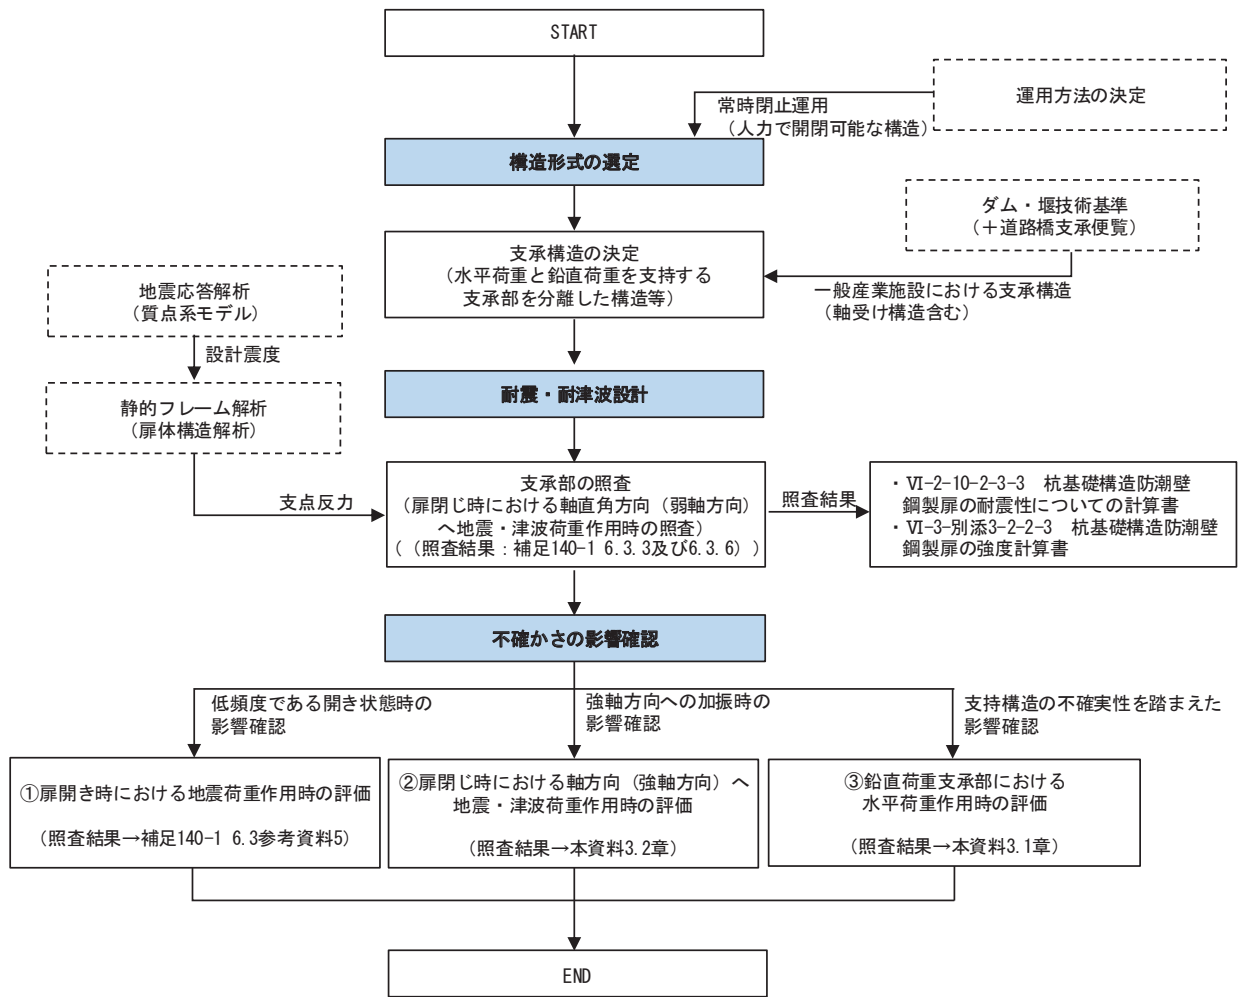 START
運用方法の決定
常時閉止運用
（人力で開閉可能な構造）
構造形式の選定
ダム・堰技術基準
（＋道路橋支承便覧）
支承構造の決定
（水平荷重と鉛直荷重を支持する
支承部を分離した構造等）
一般産業施設における支承構造
（軸受け構造含む）
地震応答解析
（質点系モデル）
設計震度
耐震・耐津波設計
静的フレーム解析
（扉体構造解析）
支点反力
支承部の照査
（扉閉じ時における軸直角方向（弱軸方向）
へ地震・津波荷重作用時の照査）
（（照査結果：補足140-1 6.3.3及び6.3.6））
照査結果
・Ⅵ-2-10-2-3-3　杭基礎構造防潮壁
鋼製扉の耐震性についての計算書
・Ⅵ-3-別添3-2-2-3　杭基礎構造防潮壁
鋼製扉の強度計算書
不確かさの影響確認
低頻度である開き状態時の
影響確認
強軸方向への加振時の
影響確認
支持構造の不確実性を踏まえた
影響確認
①扉開き時における地震荷重作用時の評価
（照査結果→補足140-1 6.3参考資料5）
②扉閉じ時における軸方向（強軸方向）へ
地震・津波荷重作用時の評価
（照査結果→本資料3.2章）
③鉛直荷重支承部における
水平荷重作用時の評価
（照査結果→本資料3.1章）
END